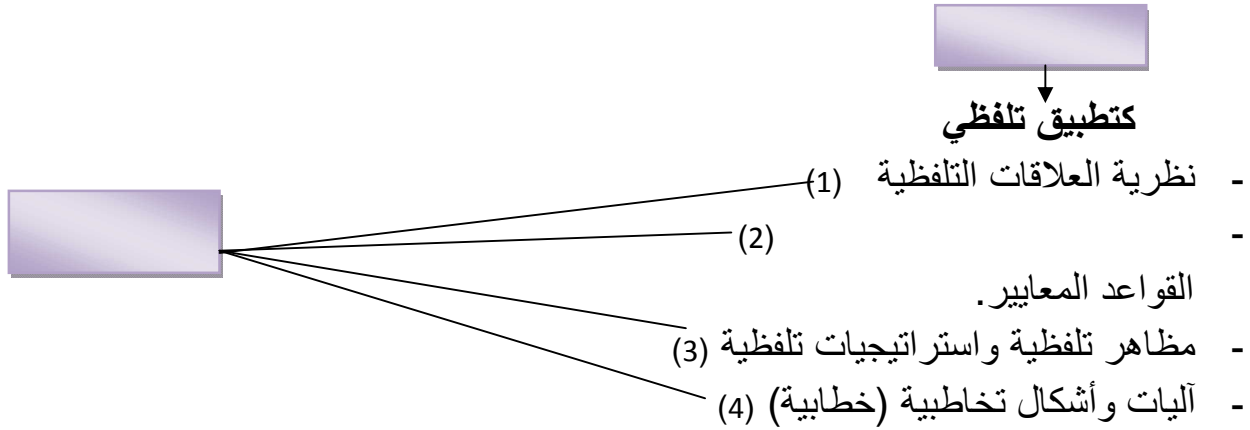 كتطبيق تلفظي
- نظرية العلاقات التلفظية (1)
- (2)
القواعد المعايير.
- مظاهر تلفظية واستراتيجيات تلفظية (3)
- آليات وأشكال تخاطبية (خطابية) (4)